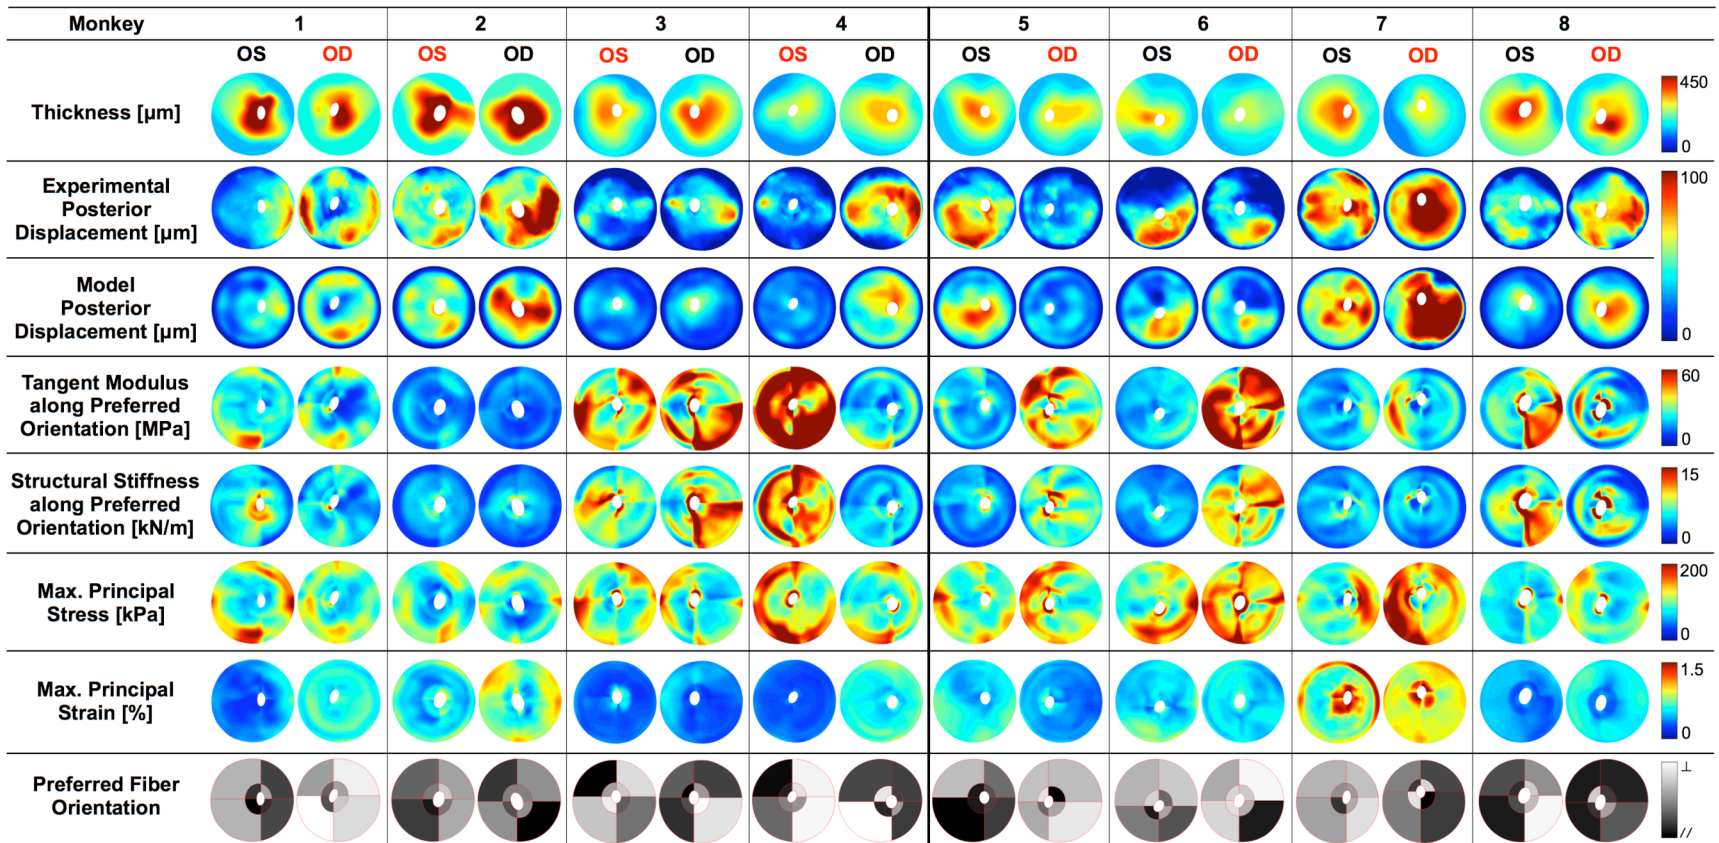 Monkey 1 2 3 4 5 6 7 8
OS OD OS OD OS OD OS OD OS OD OS OD OS OD OS OD
Thickness [µm]
450
0
Experimental
Posterior
Displacement [µm]
100
Model
Posterior
Displacement [µm]
0
Tangent Modulus
along Preferred
Orientation [MPa]
60
0
Structural Stiffness
along Preferred
Orientation [kN/m]
15
0
Max. Principal
Stress [kPa]
200
0
Max. Principal
Strain [%]
1.5
0
Preferred Fiber
Orientation
⊥
//